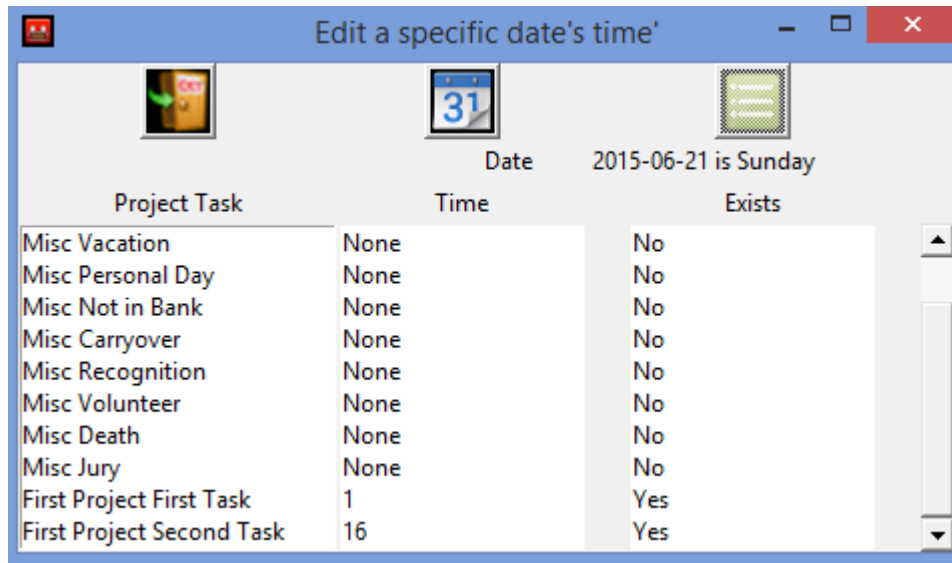 Edit a specific date's time'
EXIT
31
Date 2015-06-21 is Sunday
Project Task Time Exists
Misc Vacation None No
Misc Personal Day None No
Misc Not in Bank None No
Misc Carryover None No
Misc Recognition None No
Misc Volunteer None No
Misc Death None No
Misc Jury None No
First Project First Task 1 Yes
First Project Second Task 16 Yes